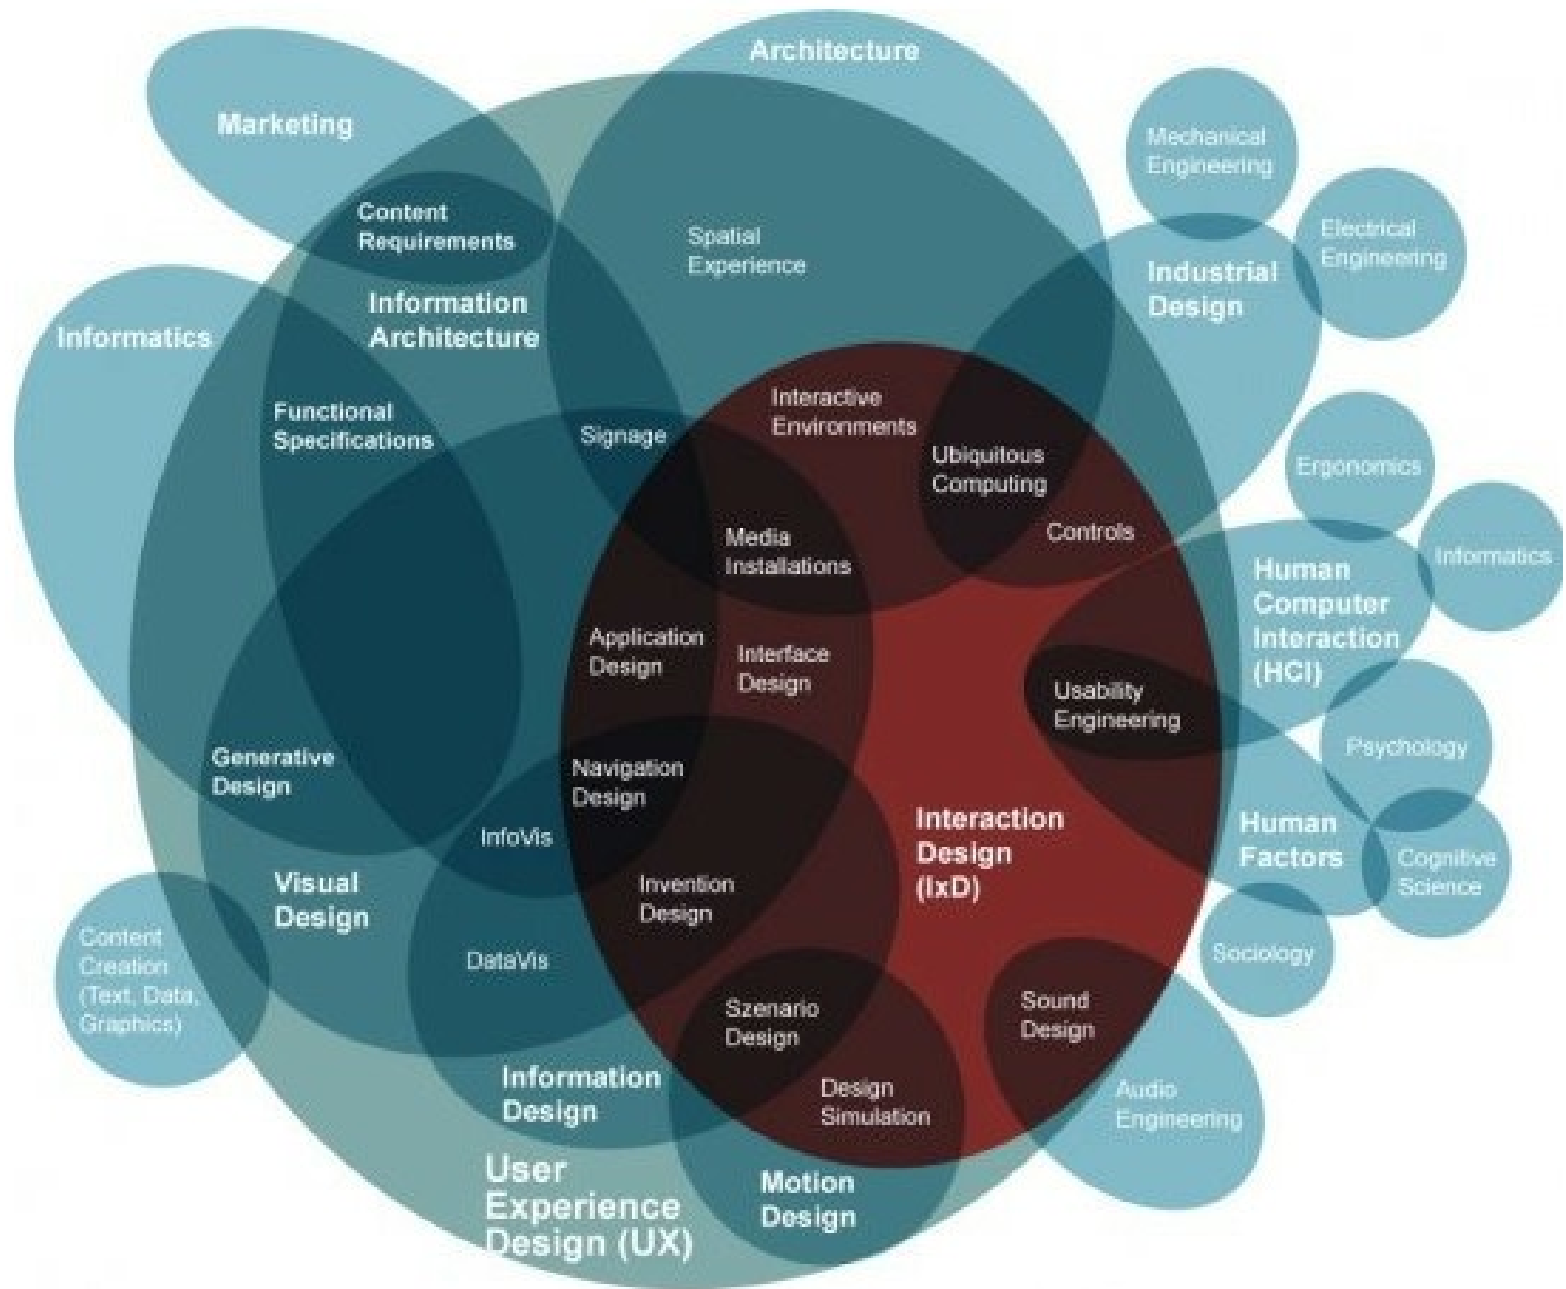 Architecture
Marketing
Mechanical
Engineering
Content
Requirements
Spatial
Experience
Electrical
Engineering
Industrial
Design
Information
Architecture
Informatics
Functional
Specifications
Signage
Interactive
Environments
Ubiquitous
Computing
Ergonomics
Controls
Media
Installations
Informatics
Human
Computer
Interaction
(HCI)
Application
Design
Interface
Design
Usability
Engineering
Psychology
Generative
Design
Navigation
Design
InfoVis
Interaction
Design
(IxD)
Human
Factors
Cognitive
Science
Visual
Design
Invention
Design
Content
Creation
(Text, Data,
Graphics)
DataVis
Sociology
Szenario
Design
Sound
Design
Information
Design
Design
Simulation
Audio
Engineering
User
Experience
Design (UX)
Motion
Design